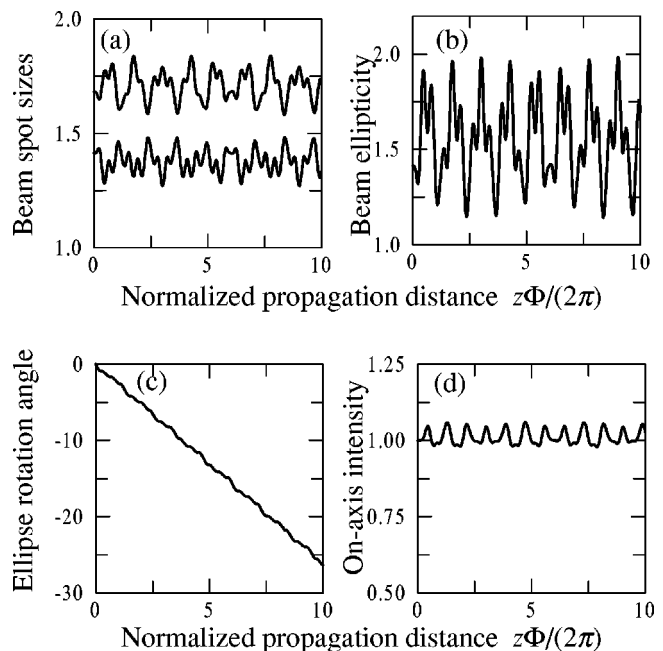 (a)
Beam spot sizes
2.0
1.5
1.0
0
5
10
(b)
Beam ellipticity
2.0
1.5
1.0
0
5
10
Normalized propagation distance zΦ/(2π)
(c)
Ellipse rotation angle
0
-10
-20
-30
0
5
10
(d)
On-axis intensity
1.25
1.00
0.75
0.50
0
5
10
Normalized propagation distance zΦ/(2π)